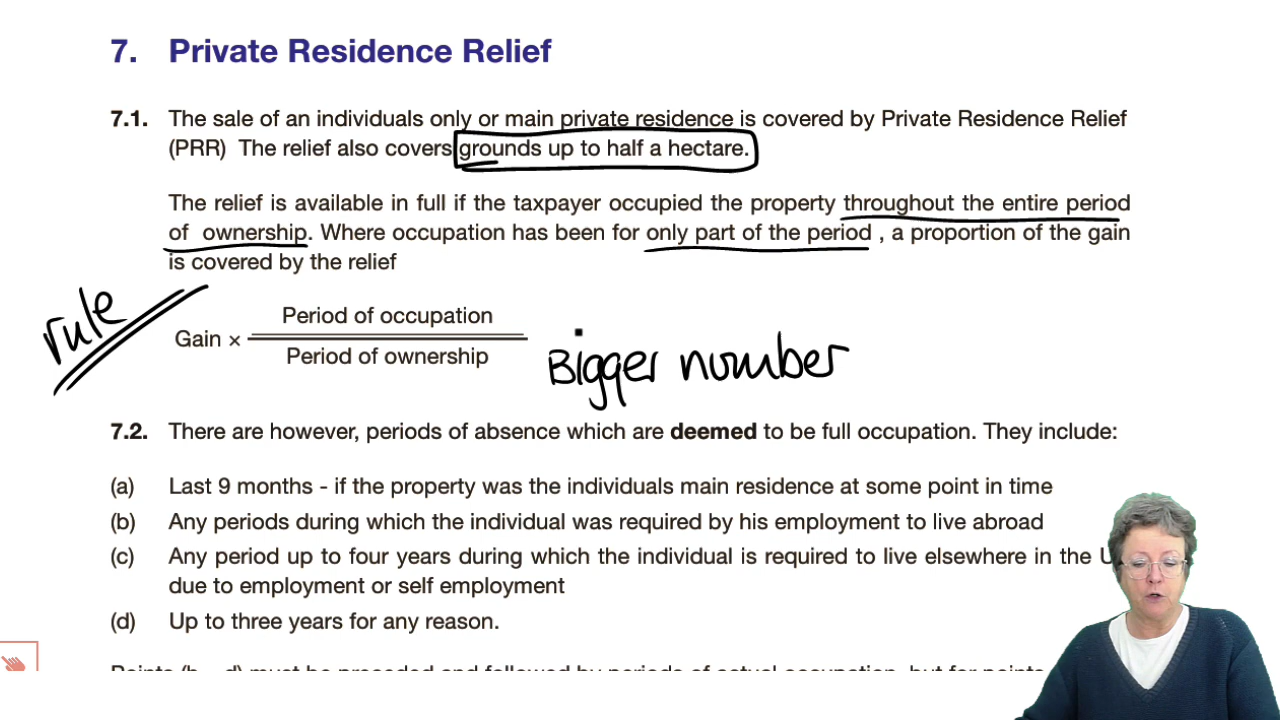 7. Private Residence Relief
7.1. The sale of an individuals only or main private residence is covered by Private Residence Relief
(PRR) The relief also covers grounds up to half a hectare.
The relief is available in full if the taxpayer occupied the property throughout the entire period
of ownership. Where occupation has been for only part of the period , a proportion of the gain
is covered by the relief
rule
Gain × Period of occupation
Period of ownership
Bigger number
7.2. There are however, periods of absence which are deemed to be full occupation. They include:
(a) Last 9 months - if the property was the individuals main residence at some point in time
(b) Any periods during which the individual was required by his employment to live abroad
(c) Any period up to four years during which the individual is required to live elsewhere in the
due to employment or self employment
(d) Up to three years for any reason.